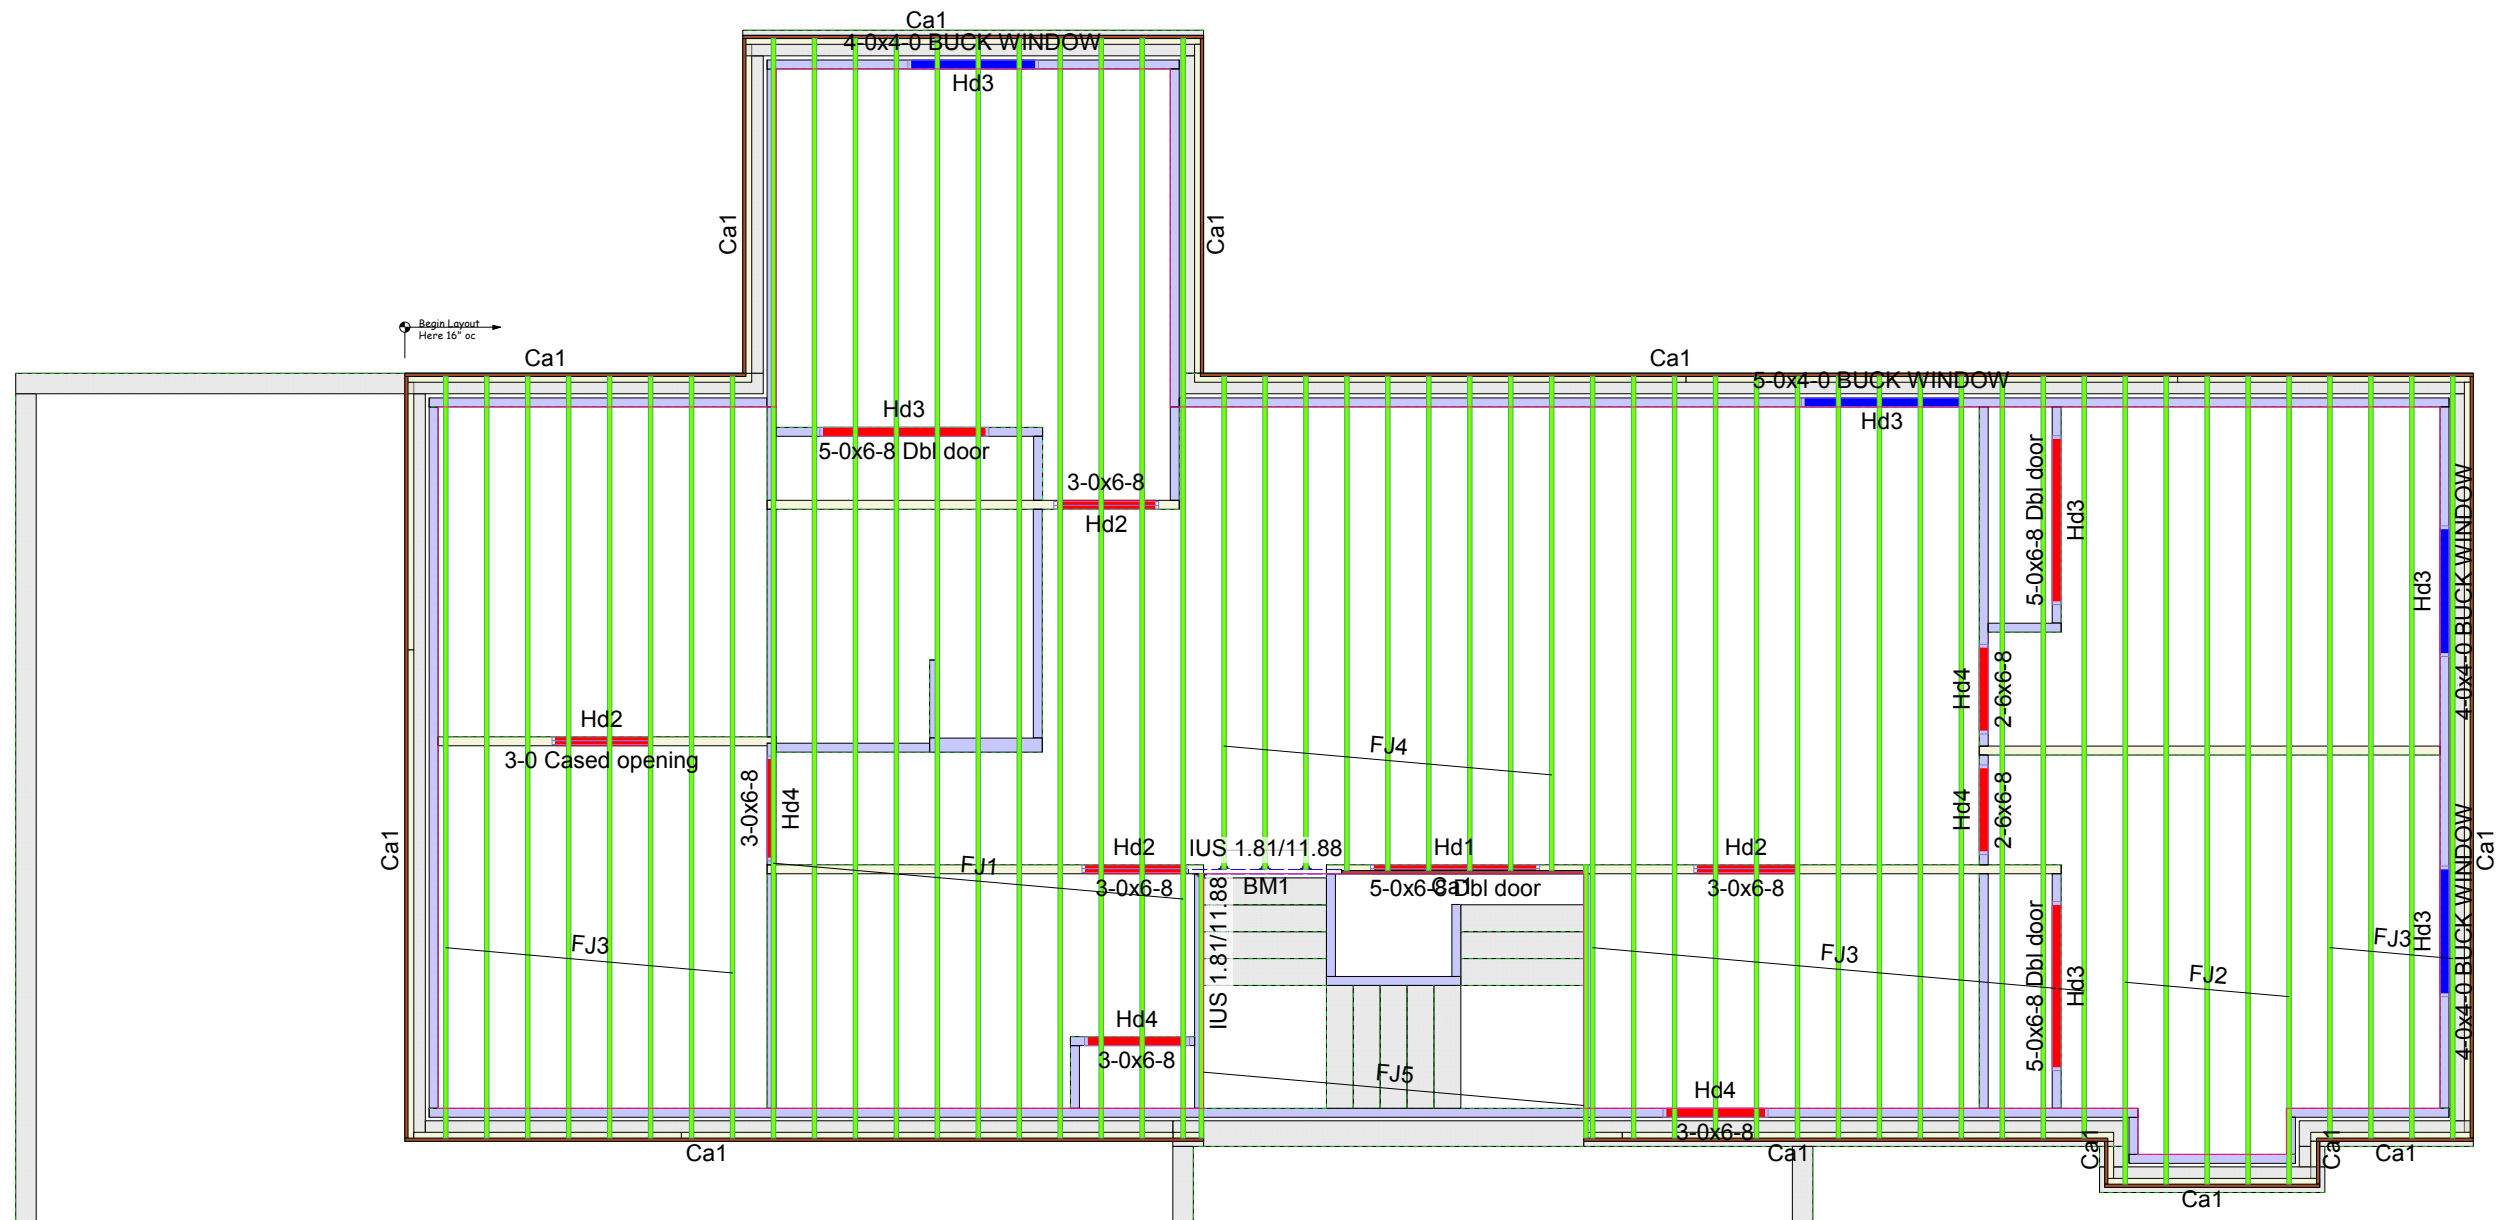 Ca1
4-0x4-0 BUCK WINDOW
Hd3
Ca1
Ca1
Begin Layout
Here 16" oc
Ca1
Ca1
5-0x4-0 BUCK WINDOW
Hd3
Hd3
5-0x6-8 Dbl door
3-0x6-8
Hd2
5-0x6-8 Dbl door
Hd3
Hd3
4-0x4-0 BUCK WINDOW
Hd4
2-6x6-8
Hd2
3-0 Cased opening
3-0x6-8
Hd4
FJ4
Hd4
2-6x6-8
Ca1
Ca1
FJ1
Hd2
3-0x6-8
IUS 1.81/11.88
BM1
Hd1
5-0x6-8 Dbl door
Ca1
Hd2
3-0x6-8
IUS 1.81/11.88
FJ3
FJ3
5-0x6-8 Dbl door
Hd3
FJ2
FJ3
Hd3
4-0x4-0 BUCK WINDOW
Hd4
3-0x6-8
FJ5
Hd4
3-0x6-8
Ca1
Ca1
Ca1
Ca1
Ca1
Ca1